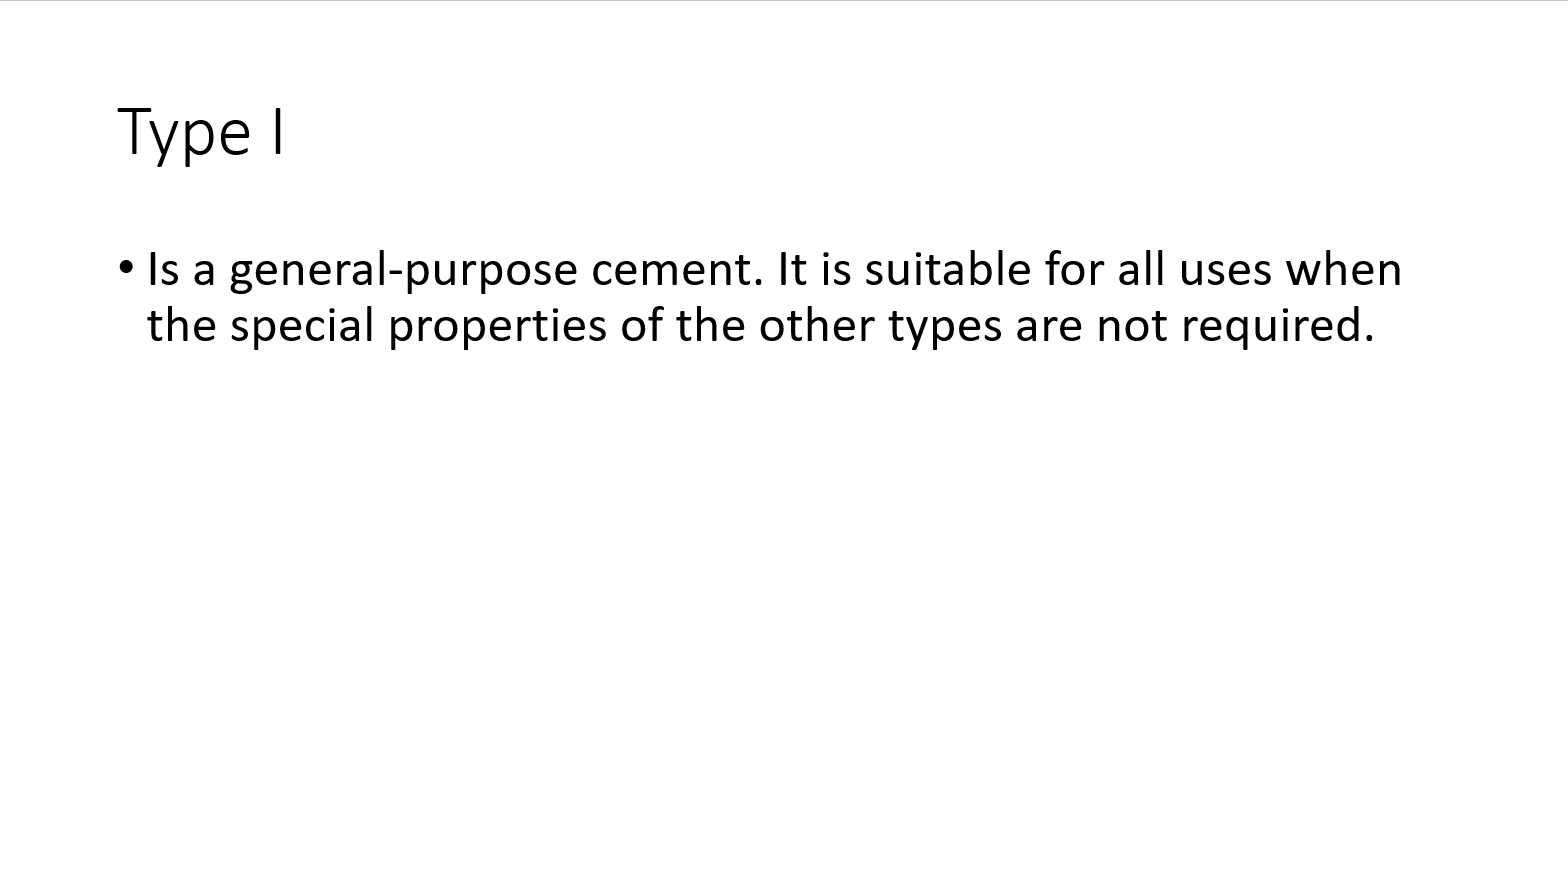 Type I
• Is a general-purpose cement. It is suitable for all uses when
the special properties of the other types are not required.